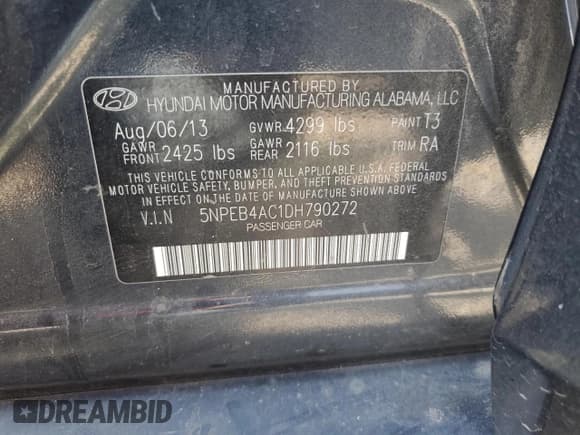 MANUFACTURED BY
HYUNDAI MOTOR MANUFACTURING ALABAMA, LLC
Aug/06/13 GVWR 4299 lbs PAINT T3
GAWR FRONT 2425 lbs GAWR REAR 2116 lbs TRIM RA
THIS VEHICLE CONFORMS TO ALL APPLICABLE U.S.A. FEDERAL
MOTOR VEHICLE SAFETY, BUMPER, AND THEFT PREVENTION STANDARDS
IN EFFECT ON THE DATE OF MANUFACTURE SHOWN ABOVE.
V.I.N 5NPEB4AC1DH790272
PASSENGER CAR
DREAMBID